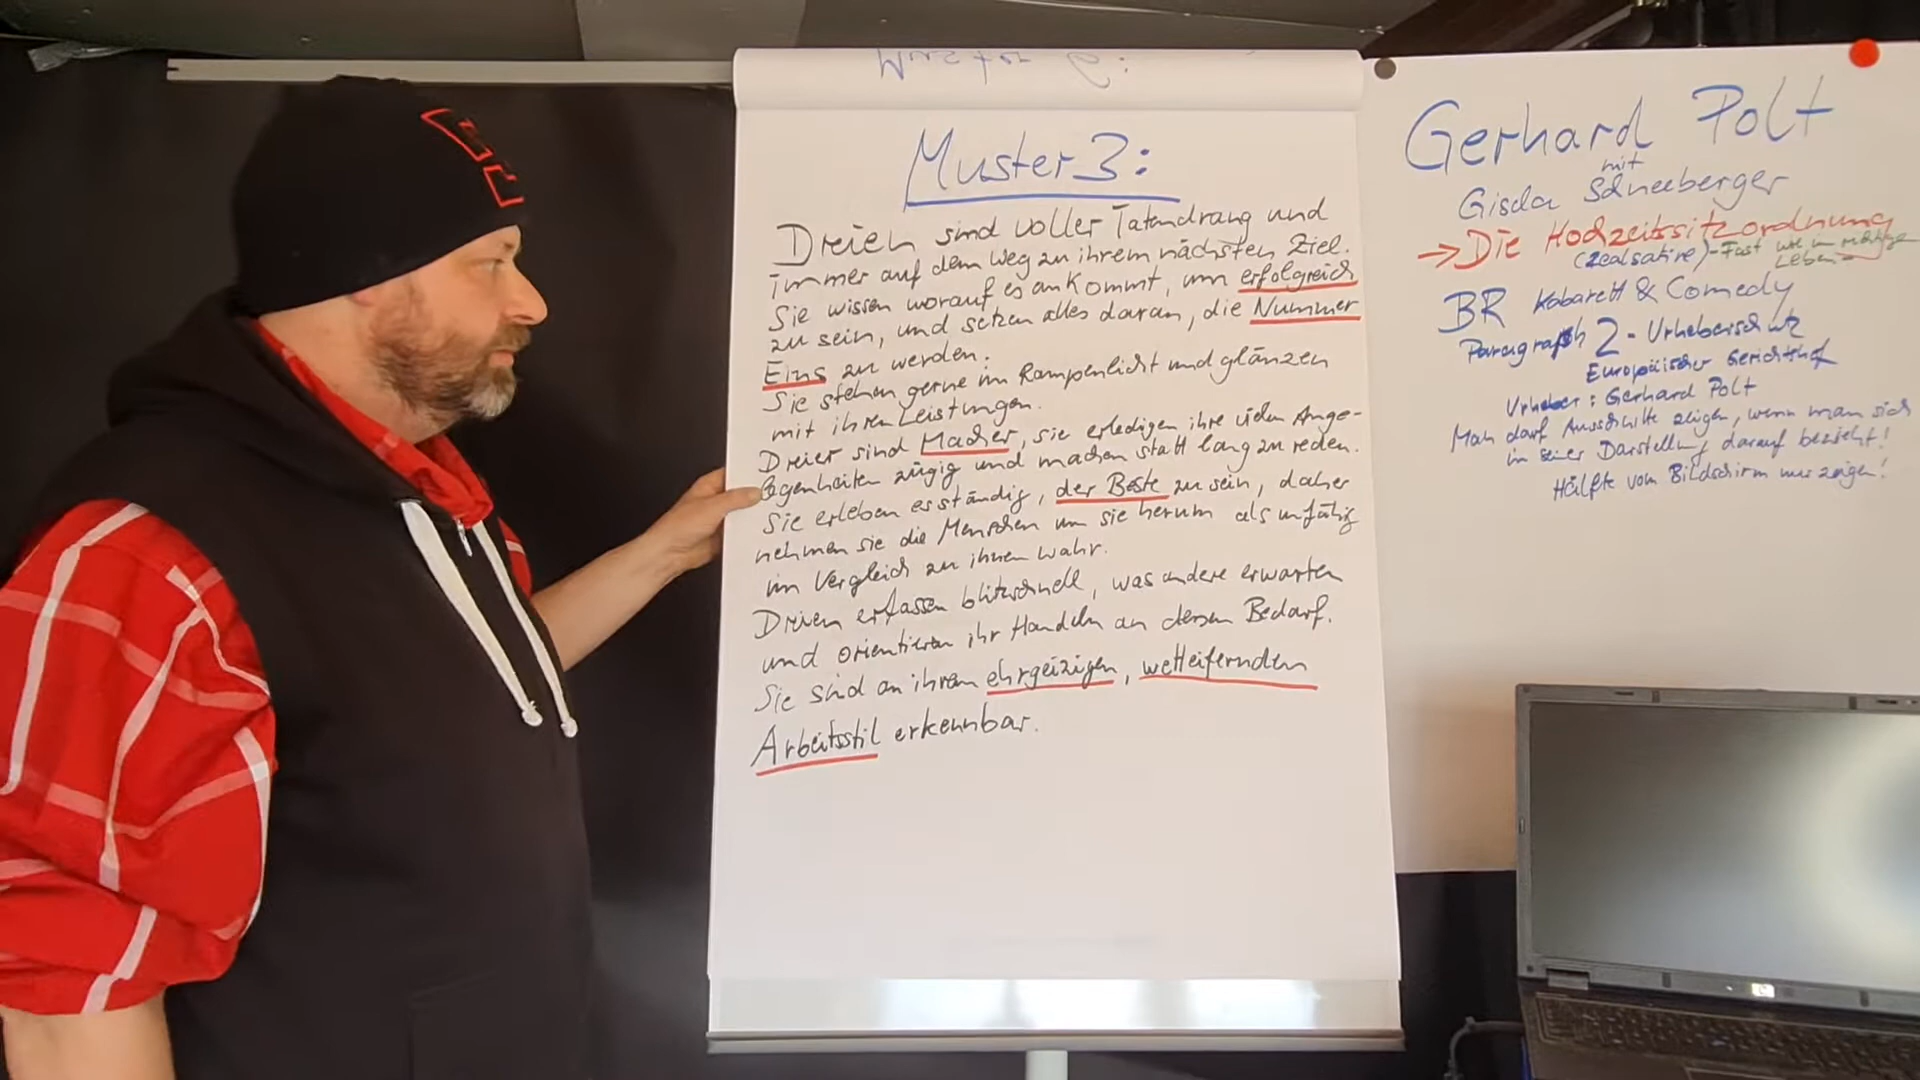 Muster 3:
Dreien sind voller Tatendrang und
immer auf dem Weg zu ihrem nächsten Ziel.
Sie wissen worauf es ankommt, um erfolgreich
zu sein, und setzen alles daran, die Nummer
Eins zu werden.
Sie stehen gerne im Rampenlicht und glänzen
mit ihren Leistungen.
Dreier sind Macher, sie erledigen ihre vielen Ange-
legenheiten zügig und machen statt lang zu reden.
Sie erleben es ständig, der Beste zu sein, daher
nehmen sie die Menschen um sie herum als unfähig
im Vergleich zu ihnen wahr.
Dreien erfassen blitzschnell, was andere erwarten
und orientieren ihr Handeln an deren Bedarf.
Sie sind an ihrem ehrgeizigen, wetteifernden
Arbeitsstil erkennbar.
Gerhard Polt
mit
Gisela Schneeberger
→ Die Hochzeitssitzordnung
(Realsatire) - Fast wie im richtigen
Leben -
BR Kabarett & Comedy
Paragraph 2 - Urheberschutz
Europäischer Gerichtshof
Urheber: Gerhard Polt
Man darf Ausschnitte zeigen, wenn man sich
in seiner Darstellung darauf bezieht!
Hälfte vom Bildschirm nur zeigen!